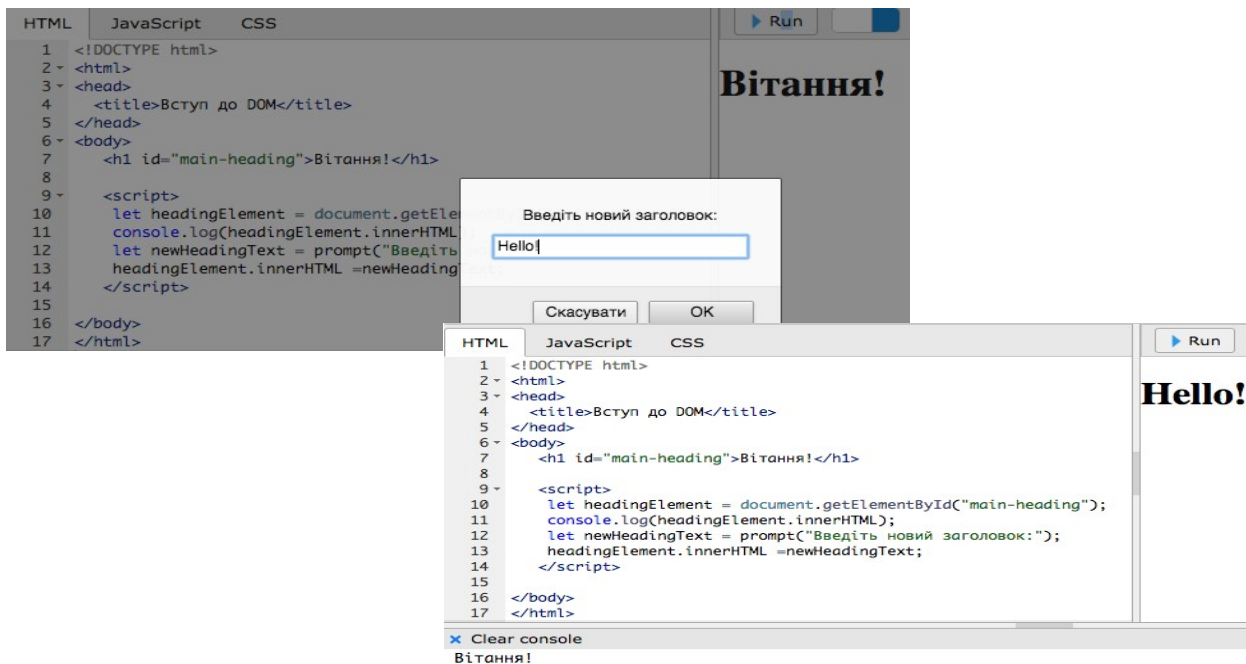 HTML JavaScript CSS
Run
1 <!DOCTYPE html>
2 <html>
3 <head>
4 <title>Вступ до DOM</title>
5 </head>
6 <body>
7 <h1 id="main-heading">Вітання!</h1>
8
9 <script>
10 let headingElement = document.getElem
11 console.log(headingElement.innerHTML)
12 let newHeadingText = prompt("Введіть
13 headingElement.innerHTML =newHeadingText;
14 </script>
15
16 </body>
17 </html>
Вітання!
Введіть новий заголовок:
Hello!
Скасувати OK
HTML JavaScript CSS
Run
1 <!DOCTYPE html>
2 <html>
3 <head>
4 <title>Вступ до DOM</title>
5 </head>
6 <body>
7 <h1 id="main-heading">Вітання!</h1>
8
9 <script>
10 let headingElement = document.getElementById("main-heading");
11 console.log(headingElement.innerHTML);
12 let newHeadingText = prompt("Введіть новий заголовок:");
13 headingElement.innerHTML =newHeadingText;
14 </script>
15
16 </body>
17 </html>
Hello!
× Clear console
Вітання!